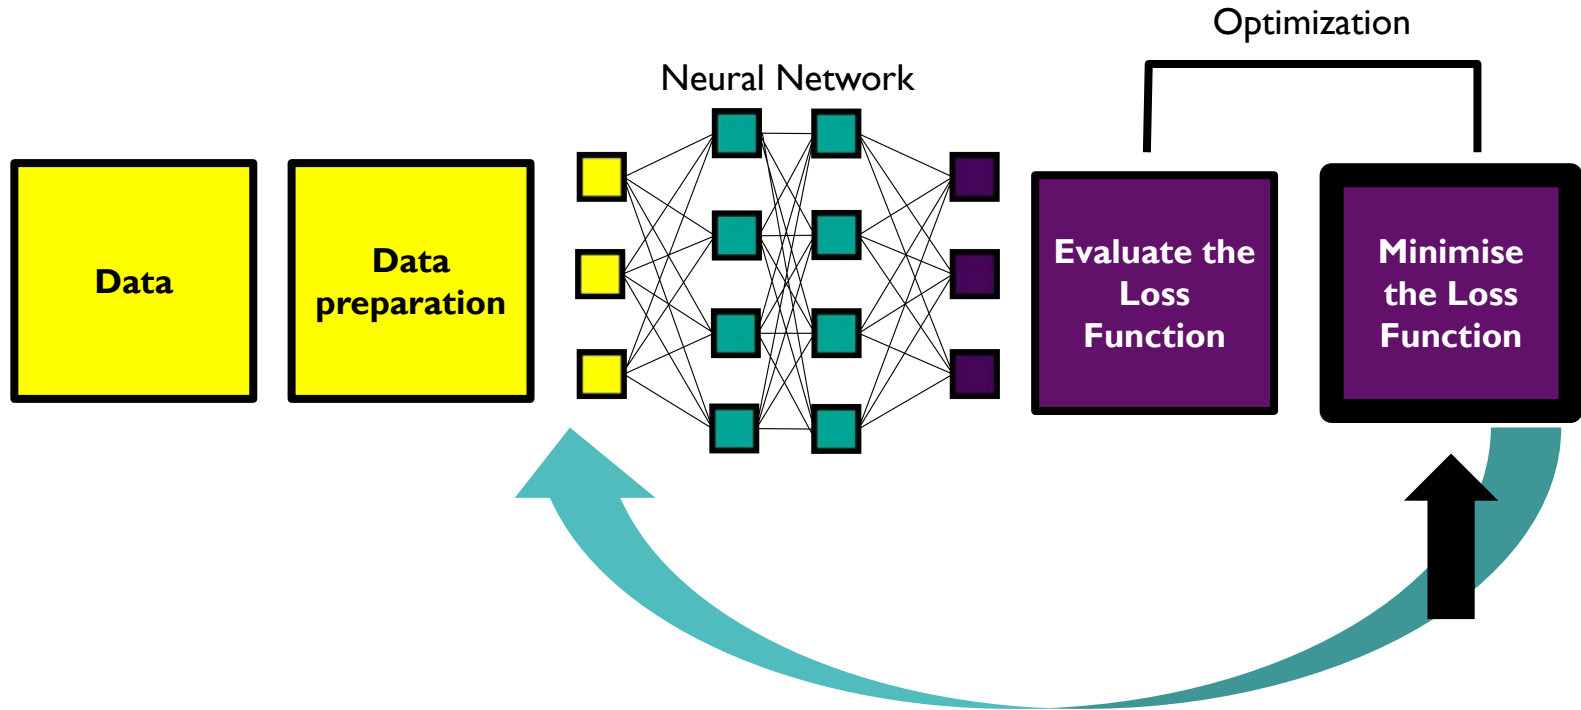 Optimization
Neural Network
Data
Data
preparation
Evaluate the
Loss
Function
Minimise
the Loss
Function